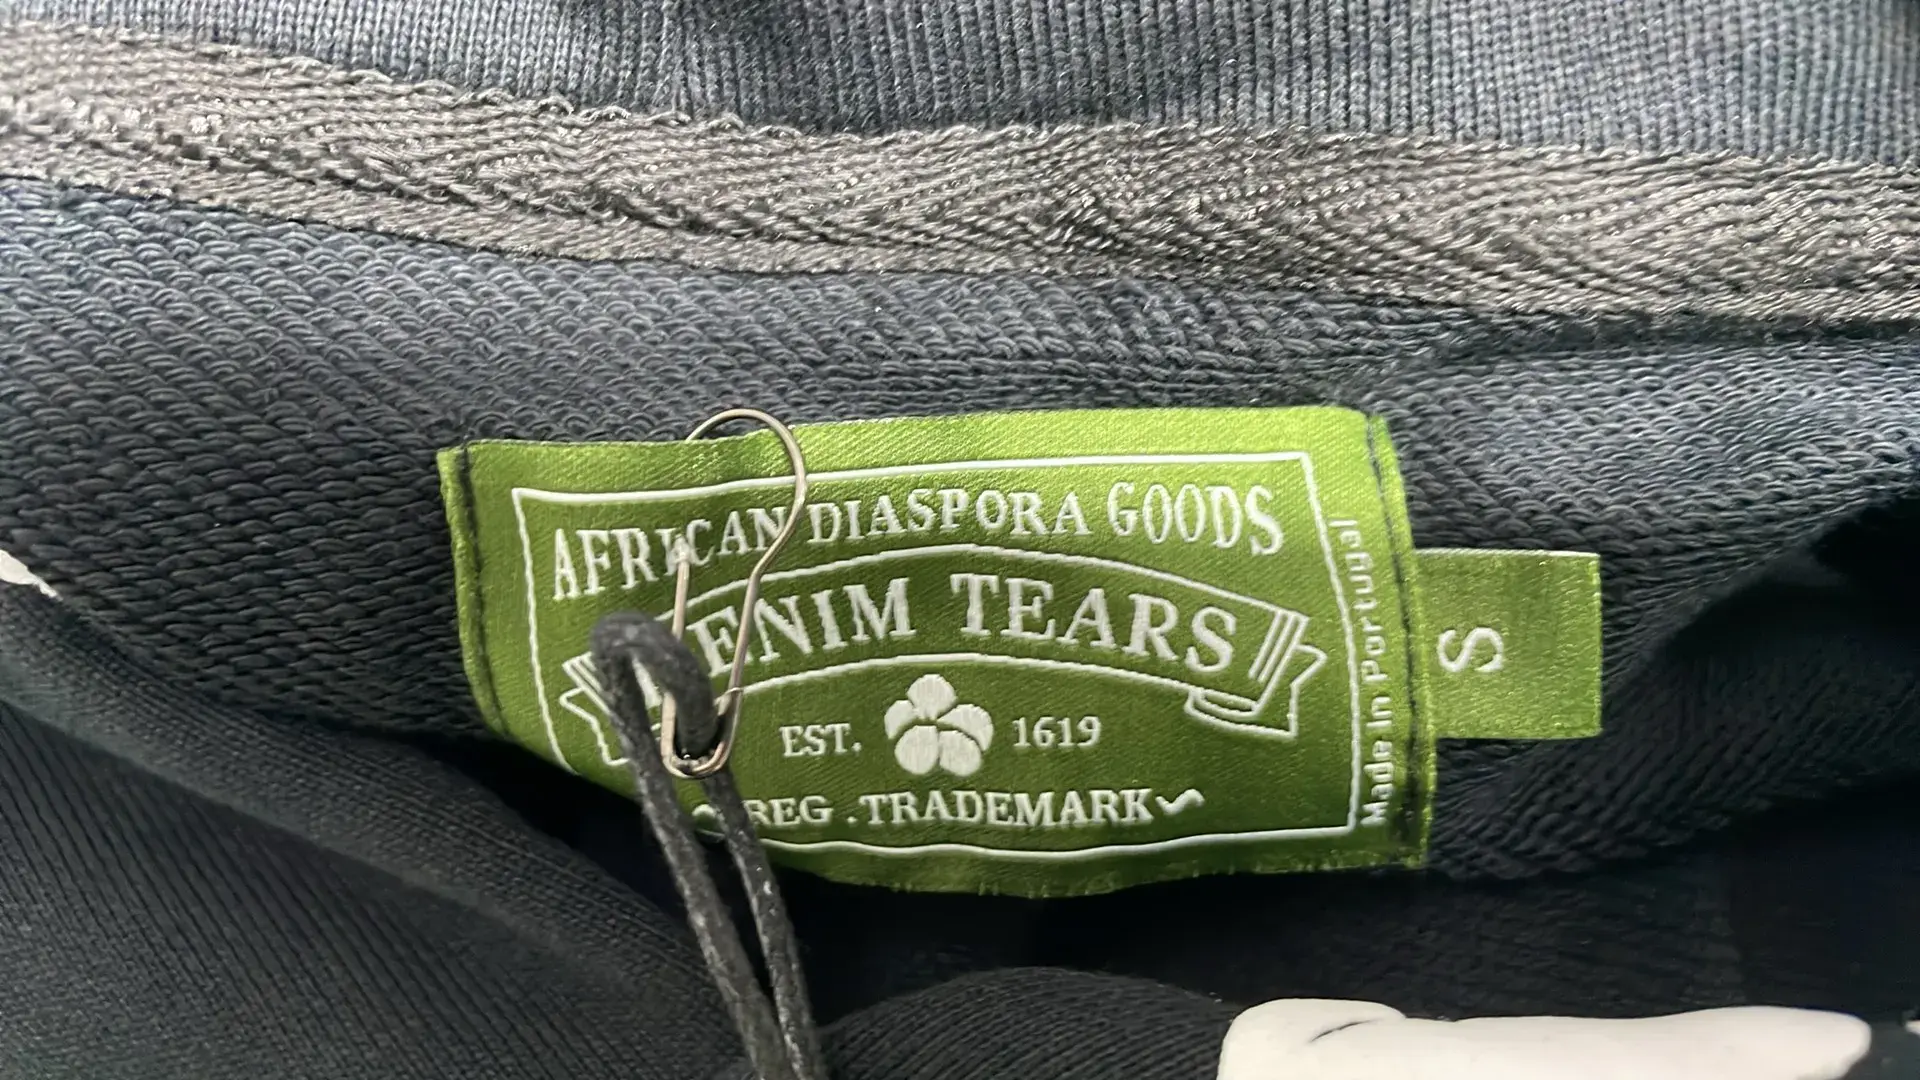 AFRICAN DIASPORA GOODS
DENIM TEARS
EST. 1619
REG . TRADEMARK
Made In Portugal
S